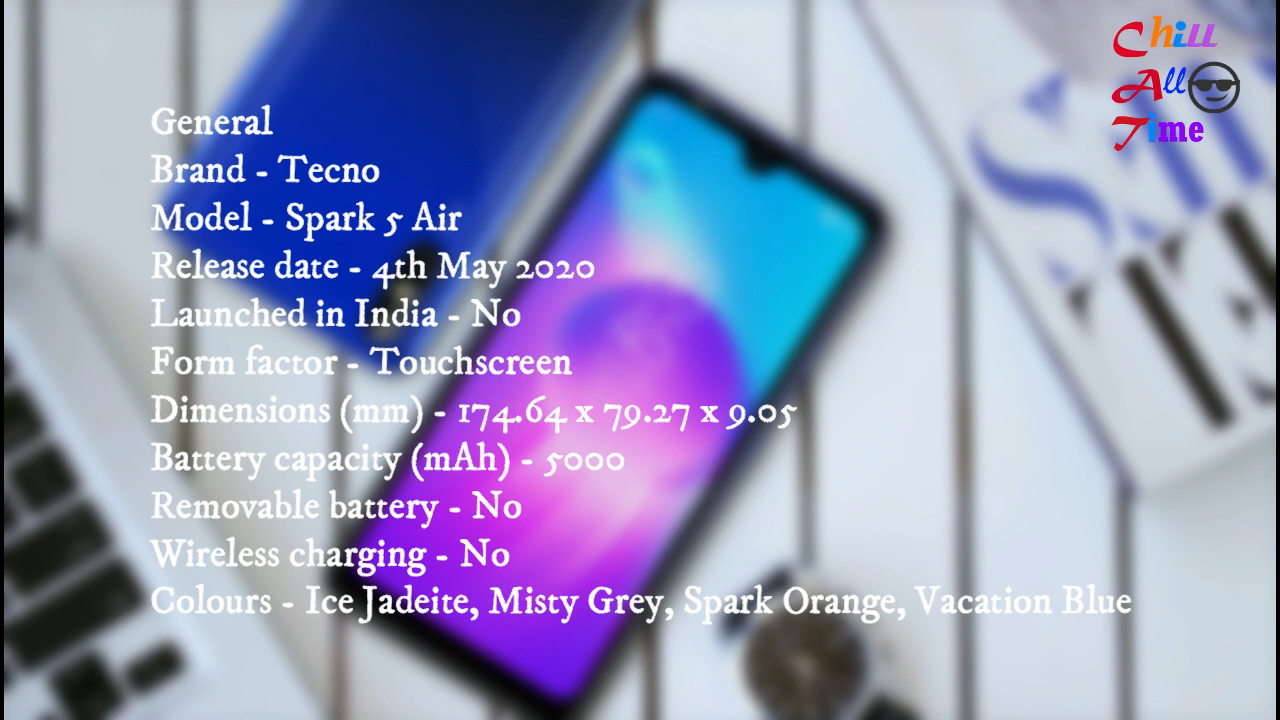 Chill
All
Time
General
Brand - Tecno
Model - Spark 5 Air
Release date - 4th May 2020
Launched in India - No
Form factor - Touchscreen
Dimensions (mm) - 174.64 x 79.27 x 9.05
Battery capacity (mAh) - 5000
Removable battery - No
Wireless charging - No
Colours - Ice Jadeite, Misty Grey, Spark Orange, Vacation Blue